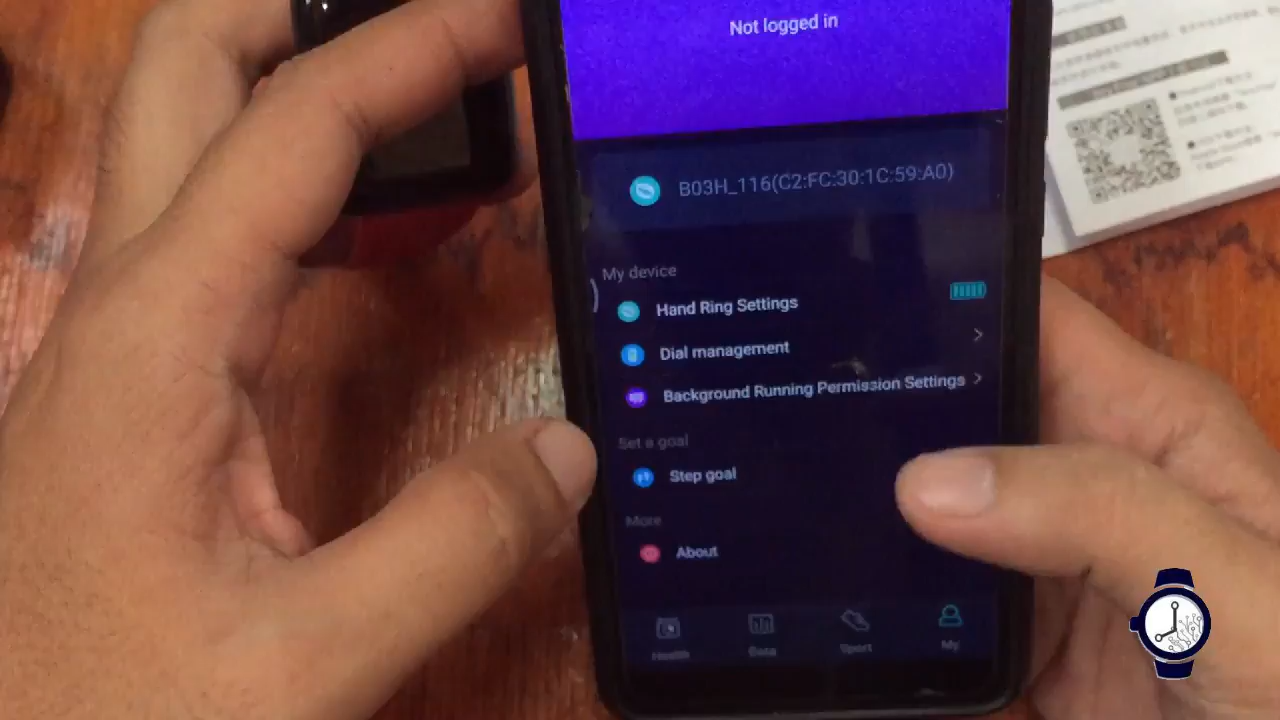 Not logged in
B03H_116(C2:FC:30:1C:59:A0)
My device
Hand Ring Settings
Dial management
Background Running Permission Settings
Set a goal
Step goal
More
About
Health
Data
Sport
My